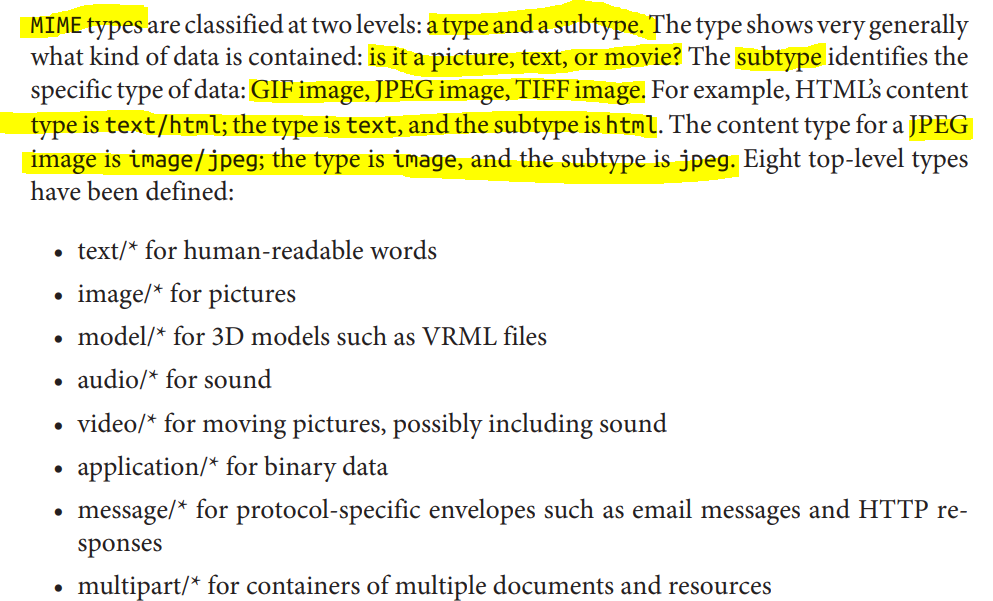 MIME types are classified at two levels: a type and a subtype. The type shows very generally
what kind of data is contained: is it a picture, text, or movie? The subtype identifies the
specific type of data: GIF image, JPEG image, TIFF image. For example, HTML’s content
type is text/html; the type is text, and the subtype is html. The content type for a JPEG
image is image/jpeg; the type is image, and the subtype is jpeg. Eight top-level types
have been defined:
• text/* for human-readable words
• image/* for pictures
• model/* for 3D models such as VRML files
• audio/* for sound
• video/* for moving pictures, possibly including sound
• application/* for binary data
• message/* for protocol-specific envelopes such as email messages and HTTP re-
sponses
• multipart/* for containers of multiple documents and resources